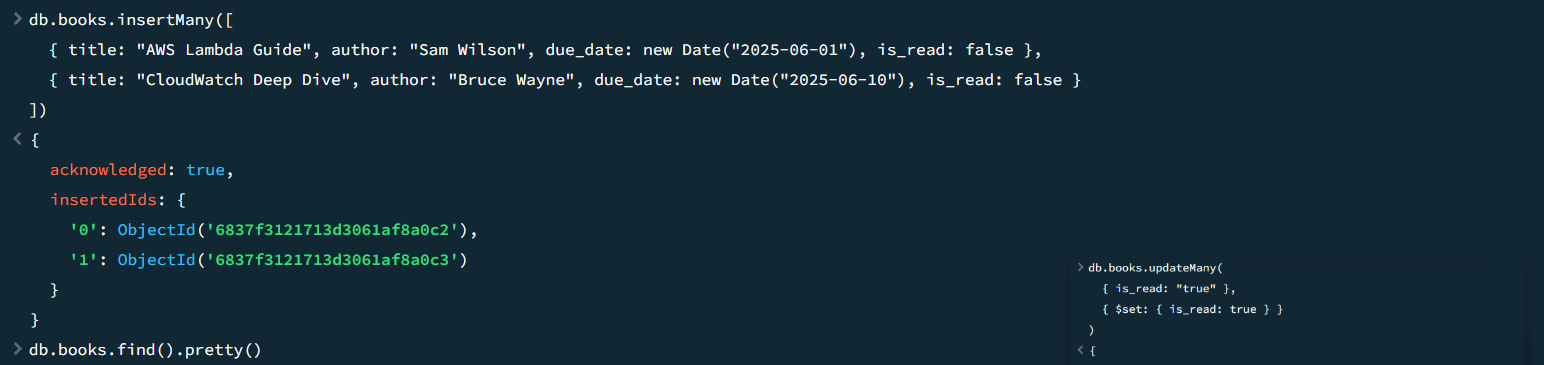 > db.books.insertMany([
{ title: "AWS Lambda Guide", author: "Sam Wilson", due_date: new Date("2025-06-01"), is_read: false },
{ title: "CloudWatch Deep Dive", author: "Bruce Wayne", due_date: new Date("2025-06-10"), is_read: false }
])
< {
acknowledged: true,
insertedIds: {
'0': ObjectId('6837f3121713d3061af8a0c2'),
'1': ObjectId('6837f3121713d3061af8a0c3')
}
}
> db.books.find().pretty()
> db.books.updateMany(
{ is_read: "true" },
{ $set: { is_read: true } }
)
< {